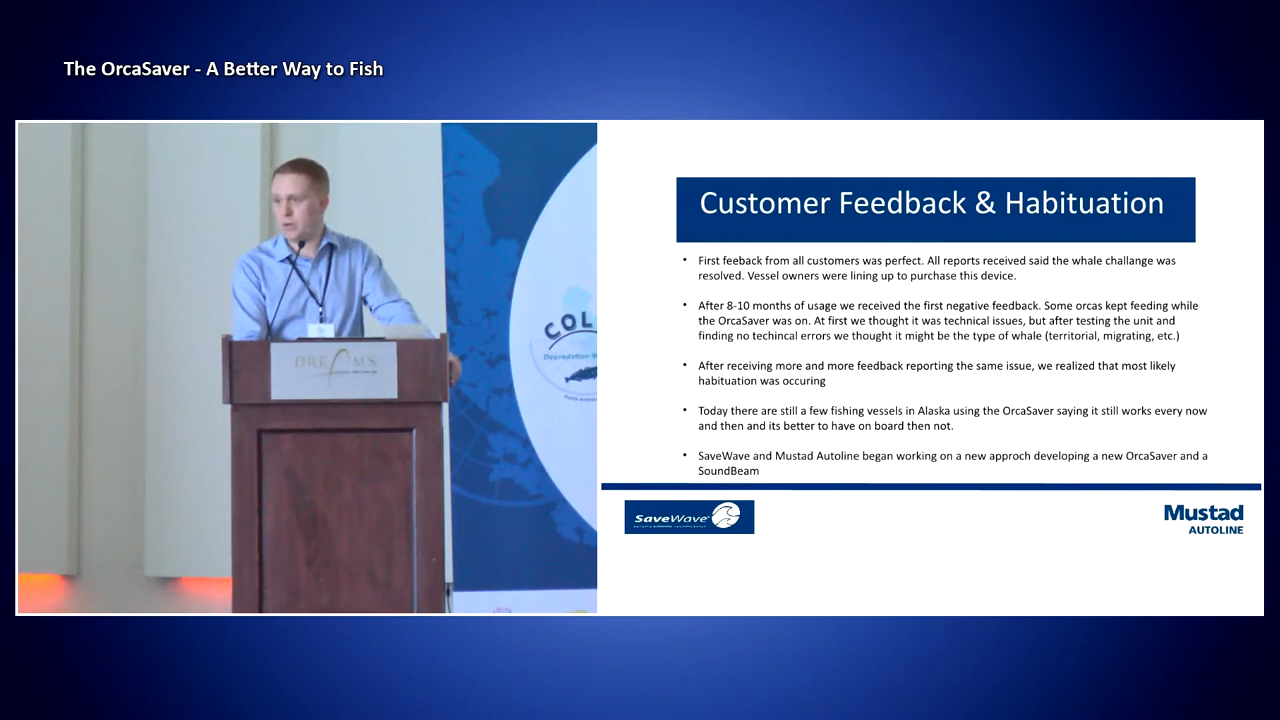 The OrcaSaver - A Better Way to Fish
COL
Depredation W
Punta Arenas
DREAMS
Customer Feedback & Habituation
• First feeback from all customers was perfect. All reports received said the whale challange was
resolved. Vessel owners were lining up to purchase this device.
• After 8-10 months of usage we received the first negative feedback. Some orcas kept feeding while
the OrcaSaver was on. At first we thought it was technical issues, but after testing the unit and
finding no techincal errors we thought it might be the type of whale (territorial, migrating, etc.)
• After receiving more and more feedback reporting the same issue, we realized that most likely
habituation was occuring
• Today there are still a few fishing vessels in Alaska using the OrcaSaver saying it still works every now
and then and its better to have on board then not.
• SaveWave and Mustad Autoline began working on a new approch developing a new OrcaSaver and a
SoundBeam
SaveWave
Mustad
AUTOLINE